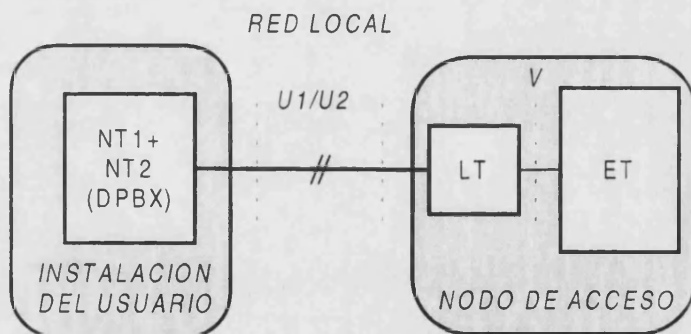 RED LOCAL
U1/U2
V
NT1+
NT2
(DPBX)
LT
ET
INSTALACION
DEL USUARIO
NODO DE ACCESO